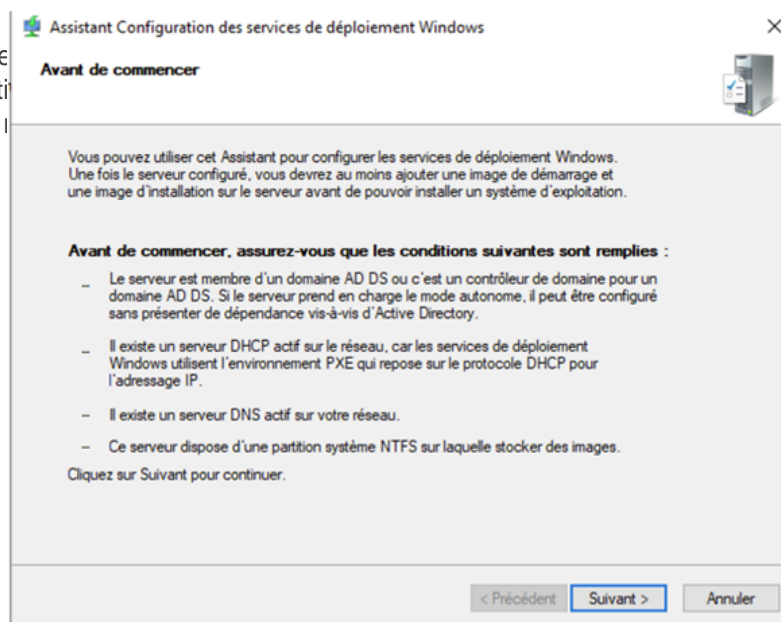 Assistant Configuration des services de déploiement Windows
Avant de commencer
Vous pouvez utiliser cet Assistant pour configurer les services de déploiement Windows.
Une fois le serveur configuré, vous devrez au moins ajouter une image de démarrage et
une image d'installation sur le serveur avant de pouvoir installer un système d'exploitation.
Avant de commencer, assurez-vous que les conditions suivantes sont remplies :
-- Le serveur est membre d'un domaine AD DS ou c'est un contrôleur de domaine pour un
domaine AD DS. Si le serveur prend en charge le mode autonome, il peut être configuré
sans présenter de dépendance vis-à-vis d'Active Directory.
-- Il existe un serveur DHCP actif sur le réseau, car les services de déploiement
Windows utilisent l'environnement PXE qui repose sur le protocole DHCP pour
l'adressage IP.
-- Il existe un serveur DNS actif sur votre réseau.
-- Ce serveur dispose d'une partition système NTFS sur laquelle stocker des images.
Cliquez sur Suivant pour continuer.
< Précédent Suivant > Annuler